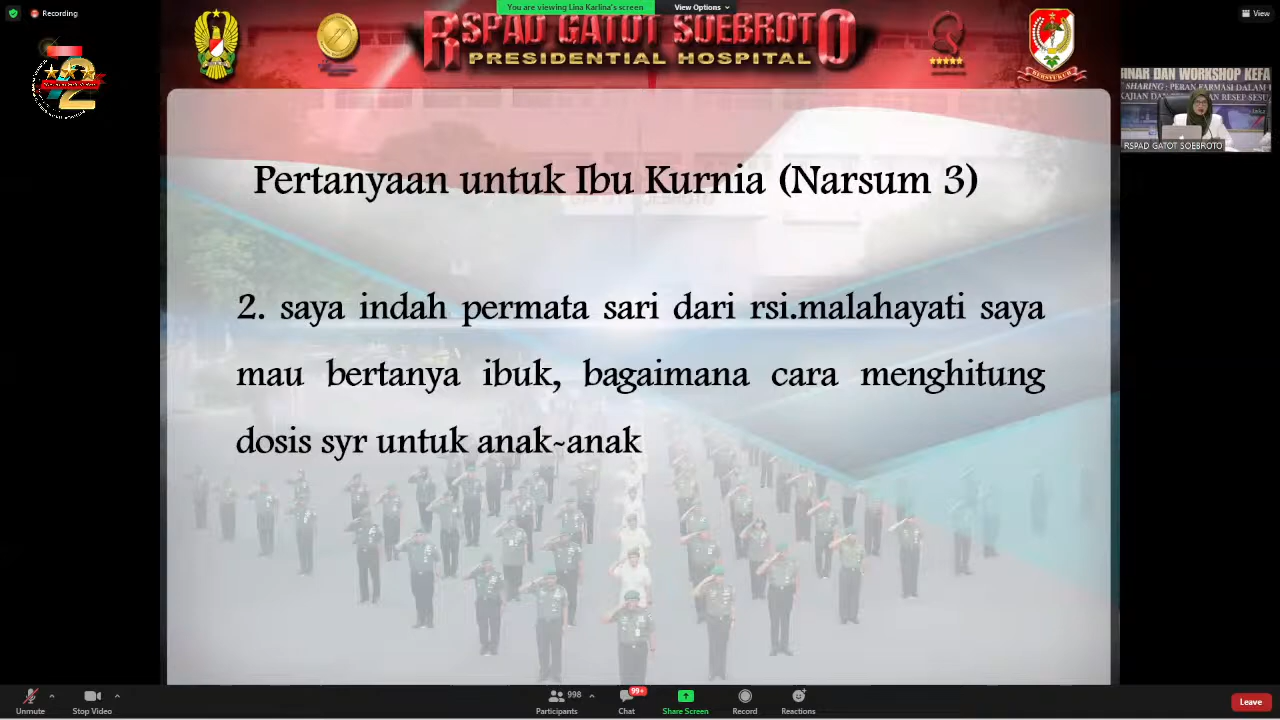 Recording
You are viewing Lina Karlina's screen
View Options
View
RSPAD GATOT SOEBROTO
PRESIDENTIAL HOSPITAL
Pertanyaan untuk Ibu Kurnia (Narsum 3)
2. saya indah permata sari dari rsi.malahayati saya
mau bertanya ibuk, bagaimana cara menghitung
dosis syr untuk anak-anak
RSPAD GATOT SOEBROTO
Unmute
Stop Video
998
Participants
99+
Chat
Share Screen
Record
Reactions
Leave